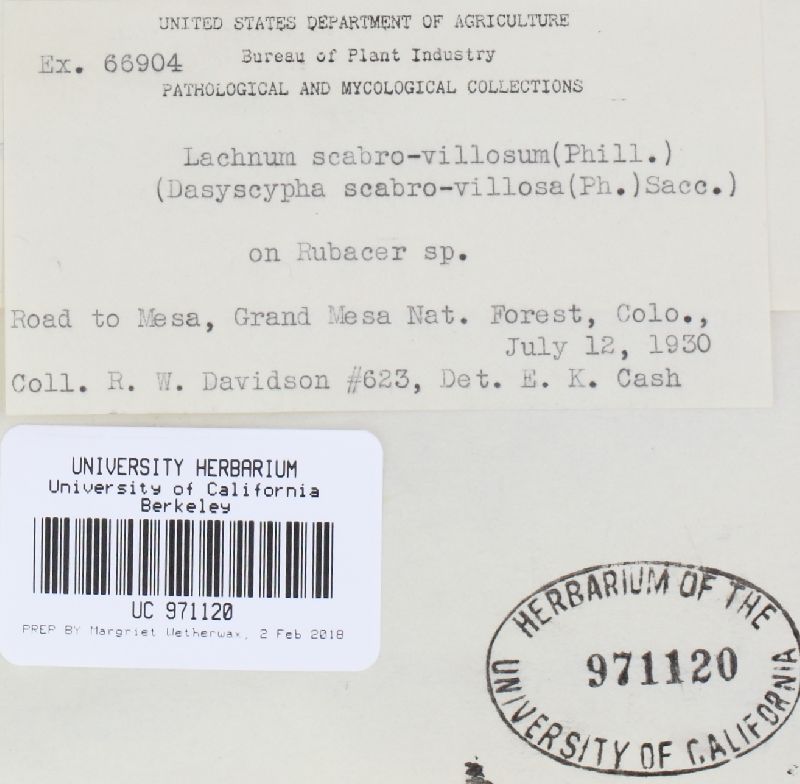 UNITED STATES DEPARTMENT OF AGRICULTURE
Ex. 66904
Bureau of Plant Industry
PATHOLOGICAL AND MYCOLOGICAL COLLECTIONS
Lachnum scabro-villosum(Phill.)
(Dasyscypha scabro-villosa(Ph.)Sacc.)
on Rubacer sp.
Road to Mesa, Grand Mesa Nat. Forest, Colo.,
July 12, 1930
Coll. R. W. Davidson #623, Det. E. K. Cash
UNIVERSITY HERBARIUM
University of California
Berkeley
UC 971120
PREP BY Margriet Wetherwax, 2 Feb 2018
HERBARIUM OF THE
971120
UNIVERSITY OF CALIFORNIA